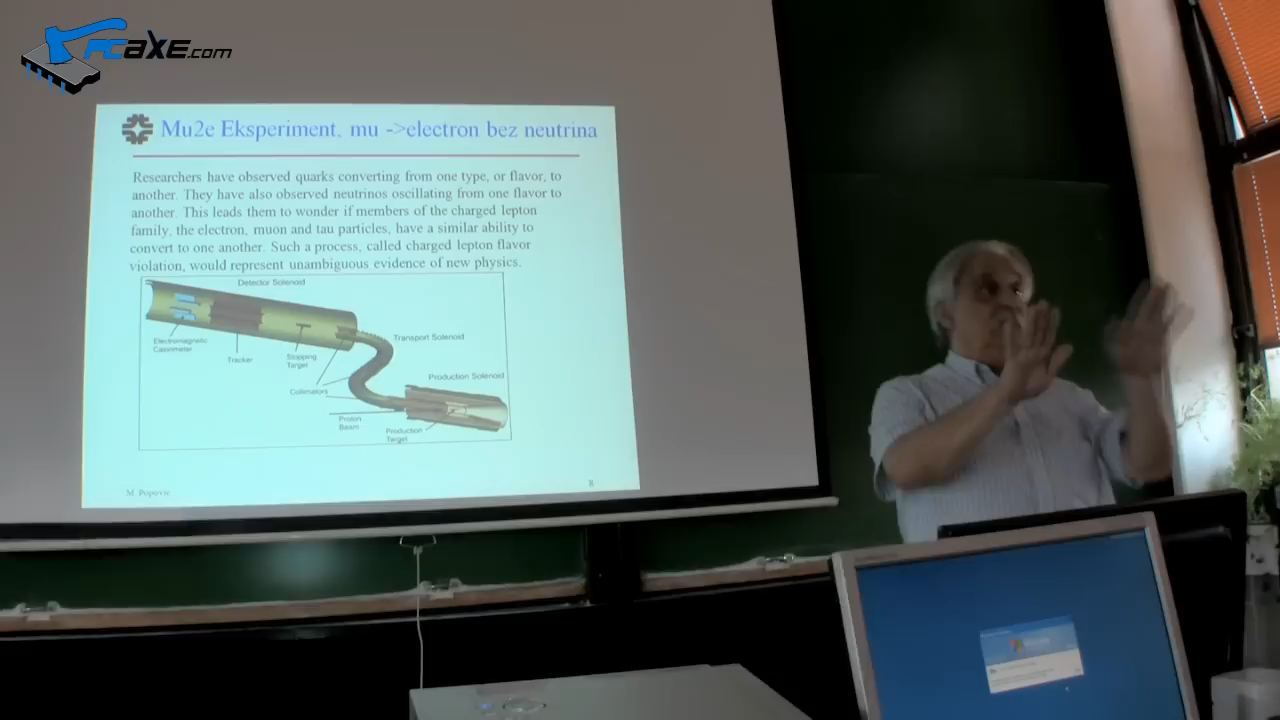 PCaXe.com
Mu2e Eksperiment, mu ->electron bez neutrina
Researchers have observed quarks converting from one type, or flavor, to
another. They have also observed neutrinos oscillating from one flavor to
another. This leads them to wonder if members of the charged lepton
family, the electron, muon and tau particles, have a similar ability to
convert to one another. Such a process, called charged lepton flavor
violation, would represent unambiguous evidence of new physics.
Detector Solenoid
Electromagnetic
Calorimeter
Tracker
Stopping
Target
Transport Solenoid
Collimators
Production Solenoid
Proton
Beam
Production
Target
M. Popovic
8